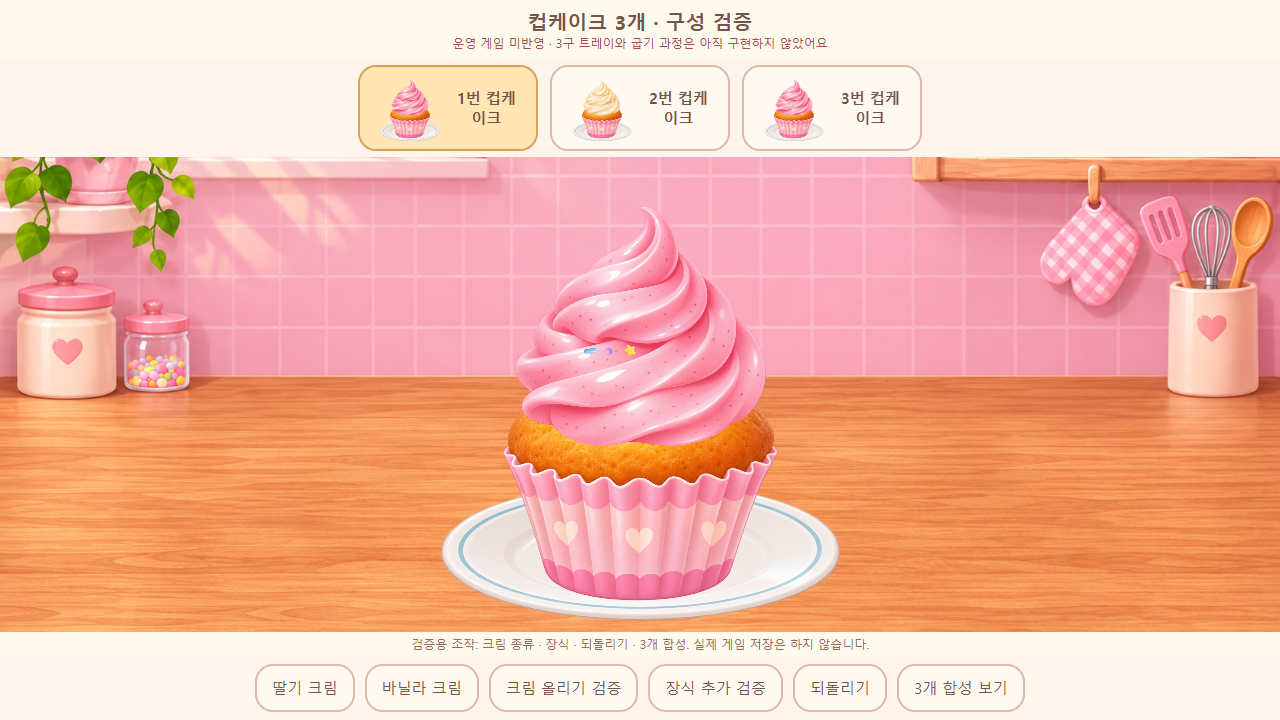 컵케이크 3개 · 구성 검증
운영 게임 미반영 · 3구 트레이와 굽기 과정은 아직 구현하지 않았어요
1번 컵케
이크
2번 컵케
이크
3번 컵케
이크
검증용 조작: 크림 종류 · 장식 · 되돌리기 · 3개 합성. 실제 게임 저장은 하지 않습니다.
딸기 크림
바닐라 크림
크림 올리기 검증
장식 추가 검증
되돌리기
3개 합성 보기